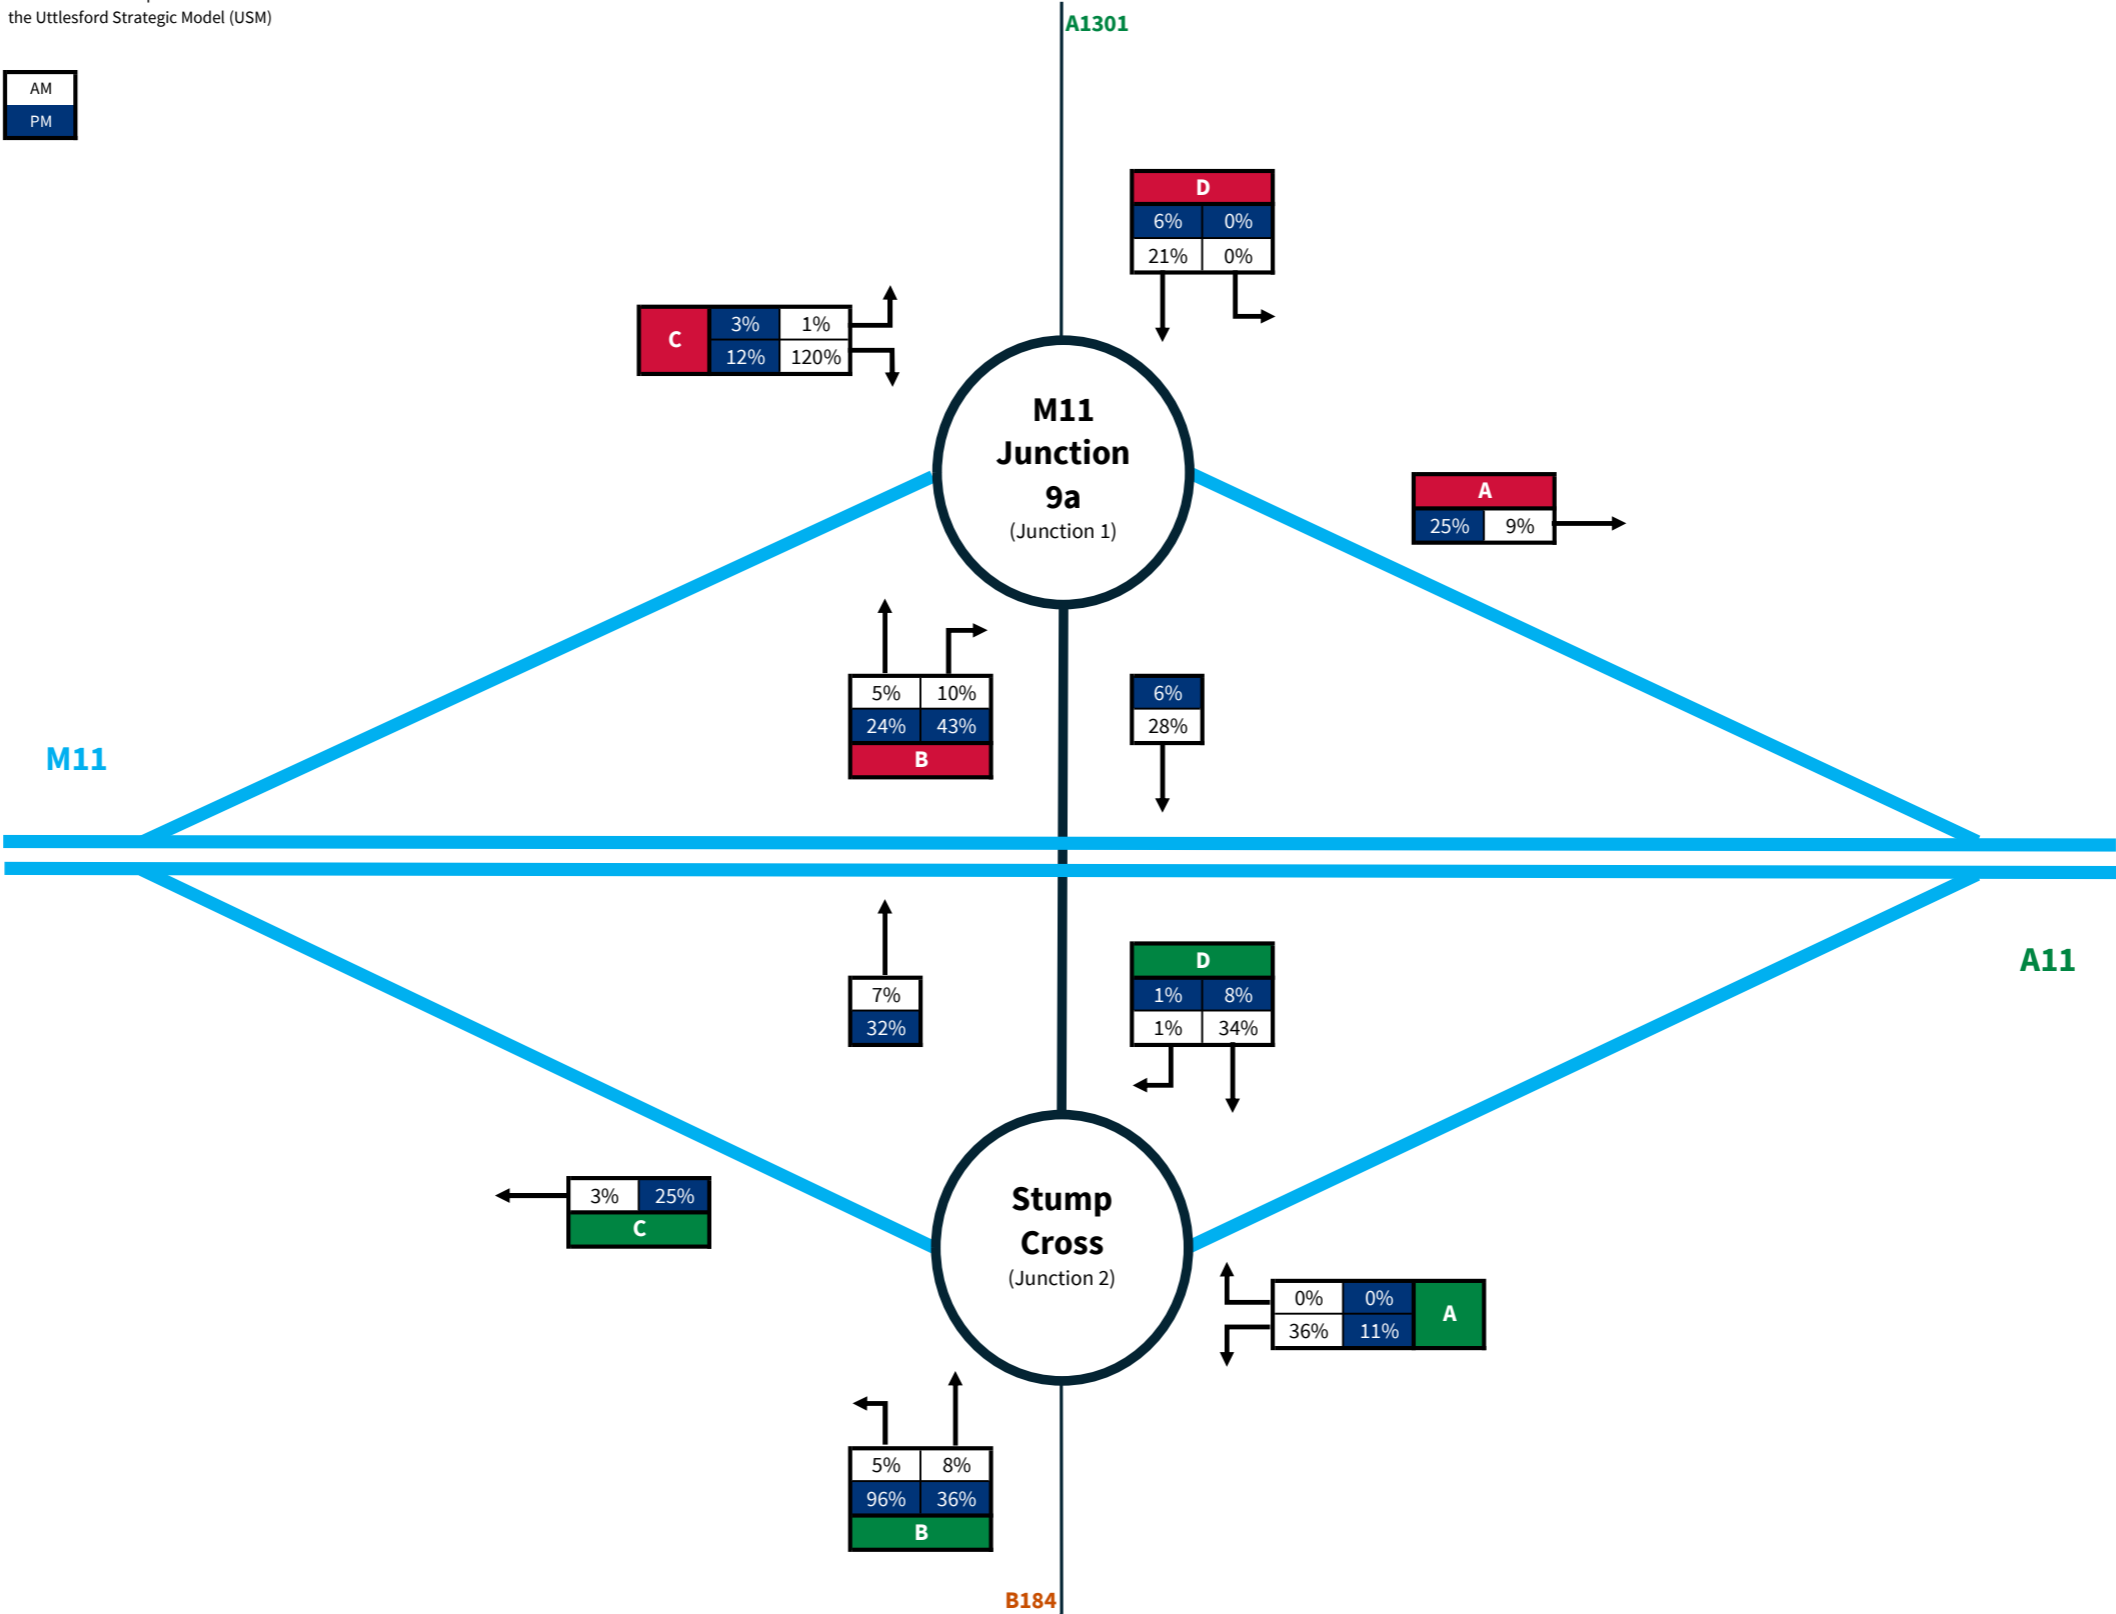 the Uttlesford Strategic Model (USM)
A1301
AM
PM
D
6% 0%
21% 0%
C 3% 1%
12% 120%
M11
Junction
9a
(Junction 1)
A
25% 9%
5% 10%
24% 43%
B
6%
28%
M11
A11
7%
32%
D
1% 8%
1% 34%
3% 25%
C
Stump
Cross
(Junction 2)
0% 0% A
36% 11%
5% 8%
96% 36%
B
B184